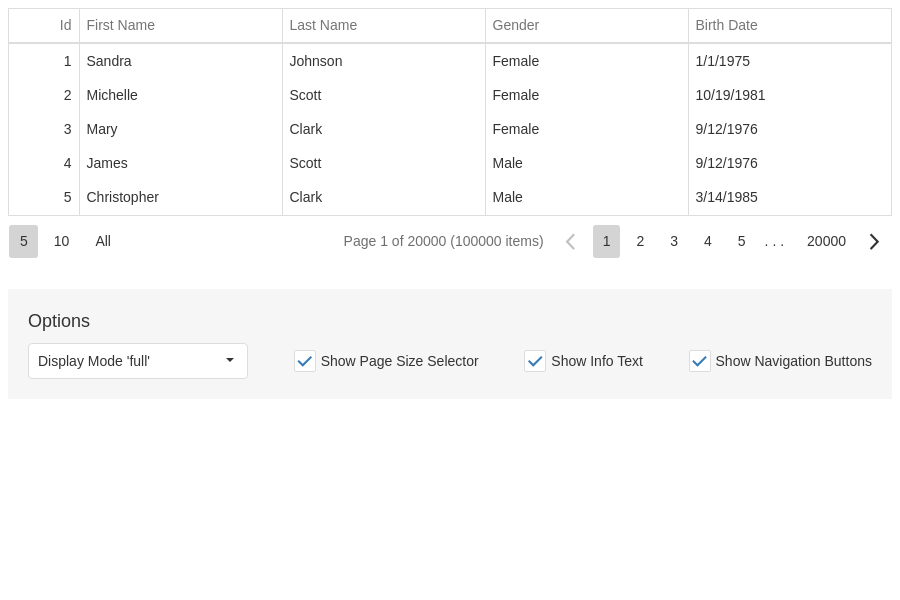 Id First Name Last Name Gender Birth Date
1 Sandra Johnson Female 1/1/1975
2 Michelle Scott Female 10/19/1981
3 Mary Clark Female 9/12/1976
4 James Scott Male 9/12/1976
5 Christopher Clark Male 3/14/1985
5 10 All Page 1 of 20000 (100000 items) 1 2 3 4 5 . . . 20000
Options
Display Mode 'full' Show Page Size Selector Show Info Text Show Navigation Buttons